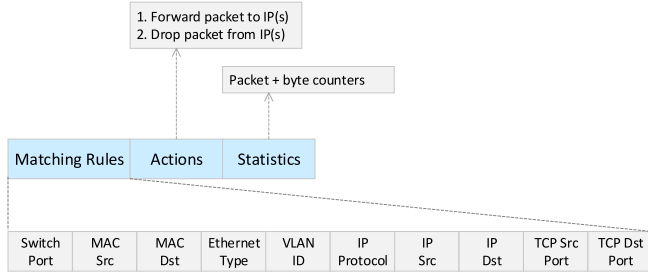 1. Forward packet to IP(s)
2. Drop packet from IP(s)
Packet + byte counters
Matching Rules Actions Statistics
Switch Port
MAC Src
MAC Dst
Ethernet Type
VLAN ID
IP Protocol
IP Src
IP Dst
TCP Src Port
TCP Dst Port